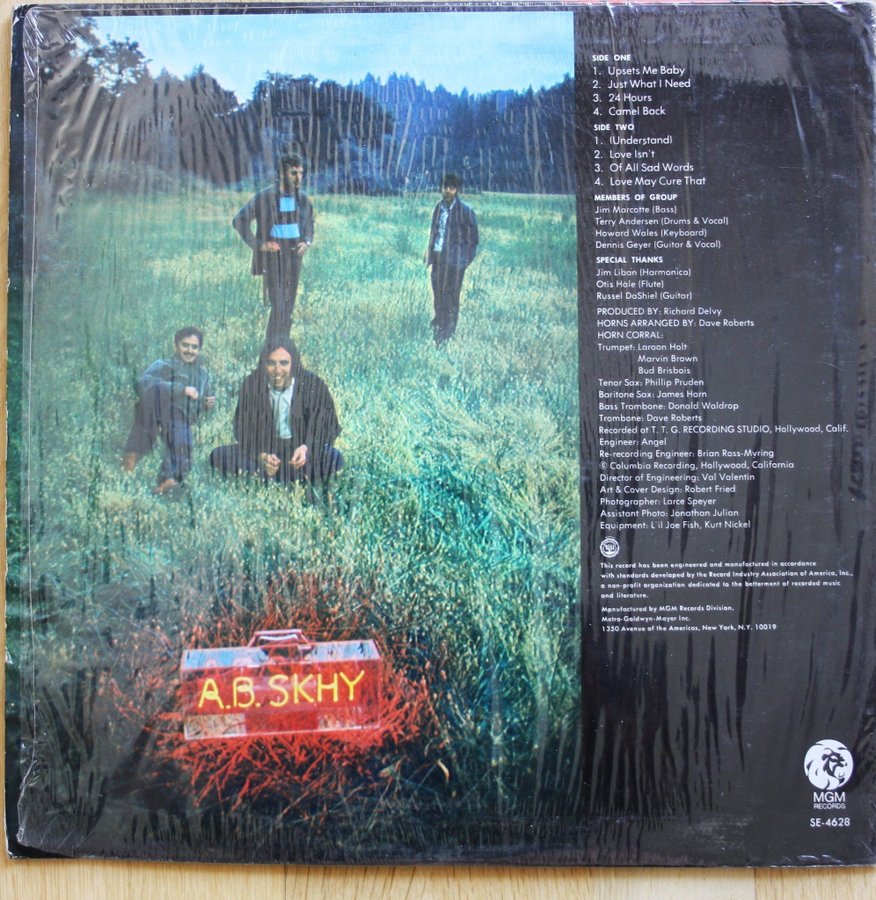 SIDE ONE
1. Upsets Me Baby
2. Just What I Need
3. 24 Hours
4. Camel Back
SIDE TWO
1. (Understand)
2. Love Isn't
3. Of All Sad Words
4. Love May Cure That
MEMBERS OF GROUP
Jim Marcotte (Bass)
Terry Andersen (Drums & Vocal)
Howard Wales (Keyboard)
Dennis Geyer (Guitar & Vocal)
SPECIAL THANKS
Jim Liban (Harmonica)
Otis Hale (Flute)
Russel DaShiel (Guitar)
PRODUCED BY: Richard Delvy
HORNS ARRANGED BY: Dave Roberts
HORN CORRAL:
Trumpet: Laroon Holt
Marvin Brown
Bud Brisbois
Tenor Sax: Phillip Pruden
Baritone Sax: James Horn
Bass Trombone: Donald Waldrop
Trombone: Dave Roberts
Recorded at T. T. G. RECORDING STUDIO, Hollywood, Calif.
Engineer: Angel
Re-recording Engineer: Brian Ross-Myring
© Columbia Recording, Hollywood, California
Director of Engineering: Val Valentin
Art & Cover Design: Robert Fried
Photographer: Larce Speyer
Assistant Photo: Jonathan Julian
Equipment: L'il Joe Fish, Kurt Nickel
This record has been engineered and manufactured in accordance
with standards developed by the Record Industry Association of America, Inc.,
a non-profit organization dedicated to the betterment of recorded music
and literature.
Manufactured by MGM Records Division,
Metro-Goldwyn-Mayer Inc.
1350 Avenue of the Americas, New York, N.Y. 10019
A.B. SKHY
MGM
RECORDS
SE-4628